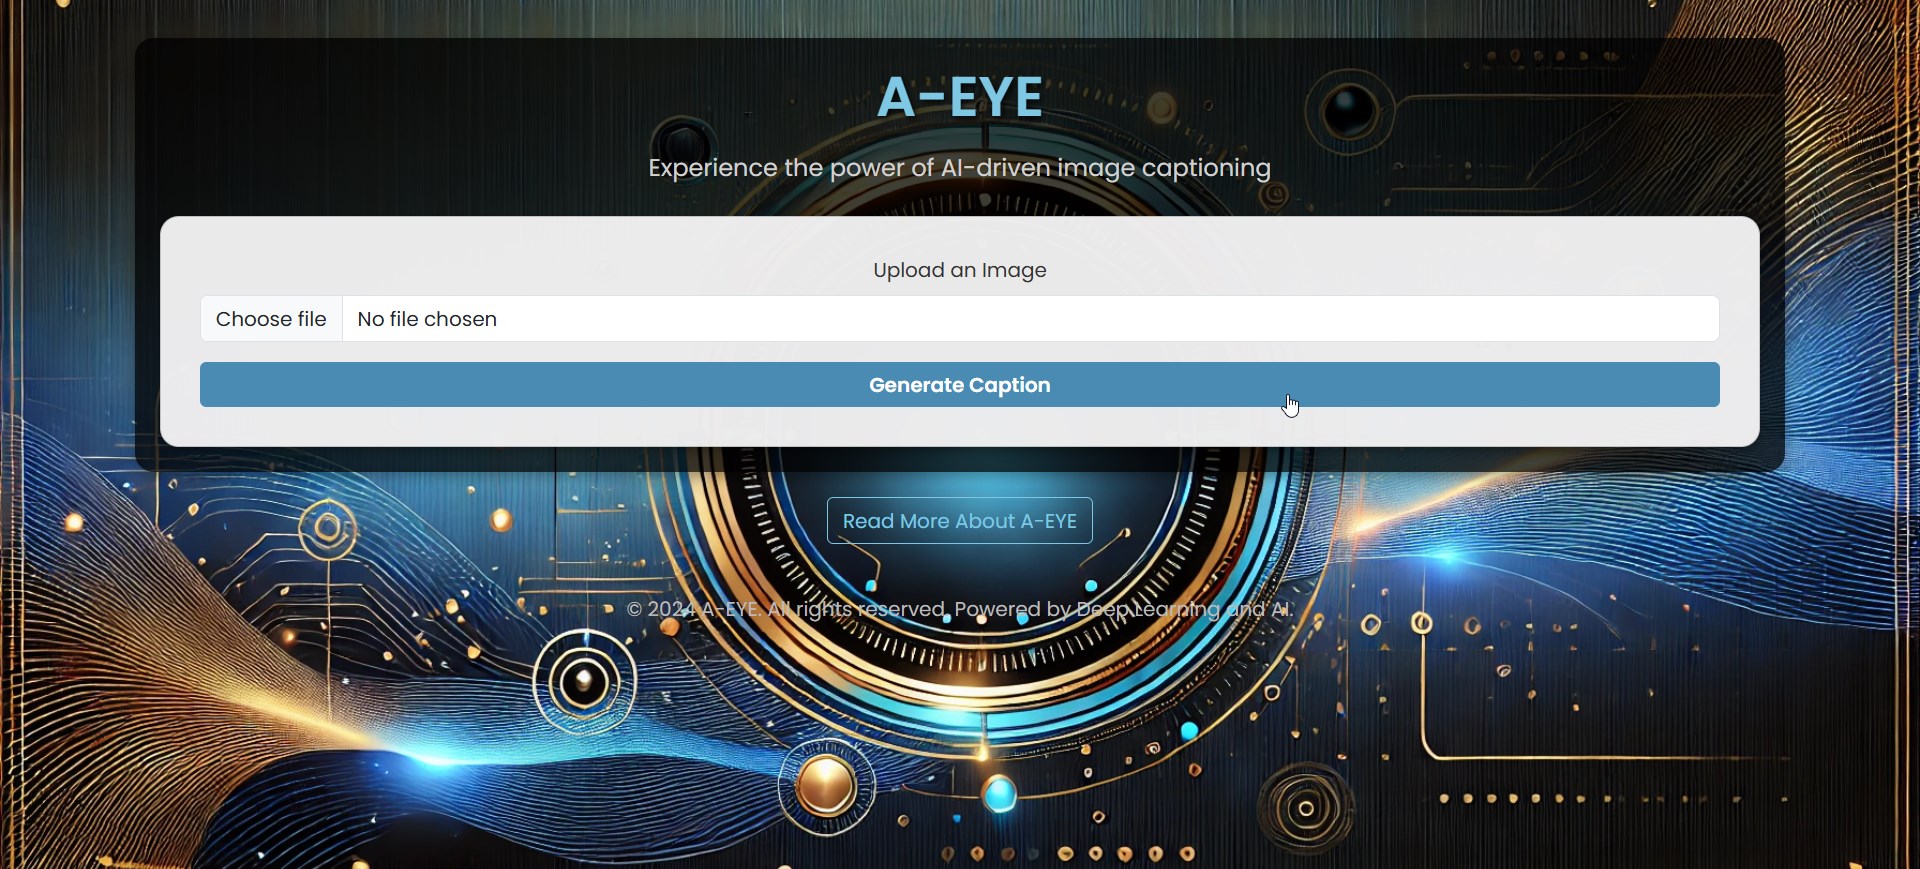 A-EYE
Experience the power of AI-driven image captioning
Upload an Image
Choose file No file chosen
Generate Caption
Read More About A-EYE
© 2024 A-EYE. All rights reserved. Powered by Deep Learning and AI.